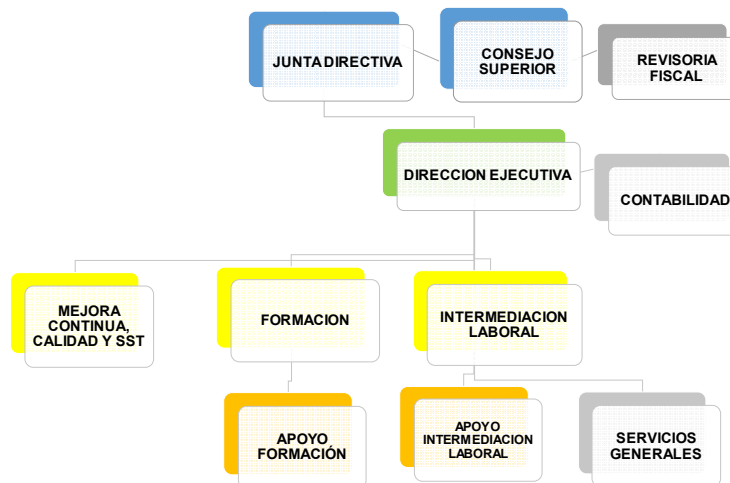 JUNTA DIRECTIVA
CONSEJO
SUPERIOR
REVISORIA
FISCAL
DIRECCION EJECUTIVA
CONTABILIDAD
MEJORA
CONTINUA,
CALIDAD Y SST
FORMACION
INTERMEDIACION
LABORAL
APOYO
FORMACIÓN
APOYO
INTERMEDIACION
LABORAL
SERVICIOS
GENERALES